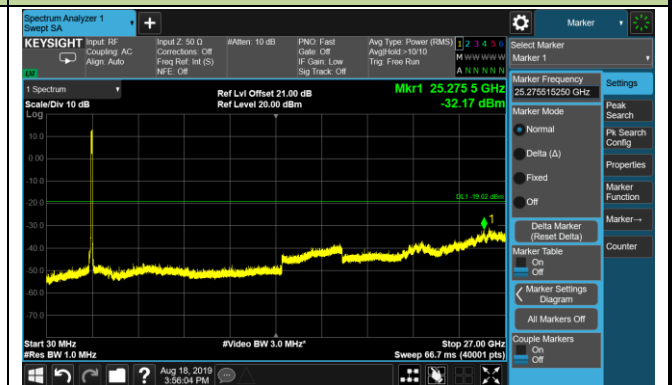 Spectrum Analyzer 1
Swept SA
+
Marker
KEYSIGHT
Input: RF
Coupling: AC
Align: Auto
Input Z: 50 Ω
Corrections: Off
Freq Ref: Int (S)
NFE: Off
#Atten: 10 dB
PNO: Fast
Gate: Off
IF Gain: Low
Sig Track: Off
Avg Type: Power (RMS)
Avg|Hold:>10/10
Trig: Free Run
1 2 3 4 5 6
M W W W W W
A N N N N N
1 Spectrum
Scale/Div 10 dB
Log
Ref Lvl Offset 21.00 dB
Ref Level 20.00 dBm
Mkr1 25.275 5 GHz
-32.17 dBm
10.0
0.00
-10.0
-20.0
-30.0
-40.0
-50.0
-60.0
-70.0
DL1 -19.02 dBm
1
Start 30 MHz
#Res BW 1.0 MHz
#Video BW 3.0 MHz*
Stop 27.00 GHz
Sweep 66.7 ms (40001 pts)
Select Marker
Marker 1
Marker Frequency
25.275515250 GHz
Marker Mode
Normal
Delta (Δ)
Fixed
Off
Delta Marker
(Reset Delta)
Marker Table
On
Off
Marker Settings
Diagram
All Markers Off
Couple Markers
On
Off
Settings
Peak
Search
Pk Search
Config
Properties
Marker
Function
Marker→
Counter
?
Aug 18, 2019
3:56:04 PM